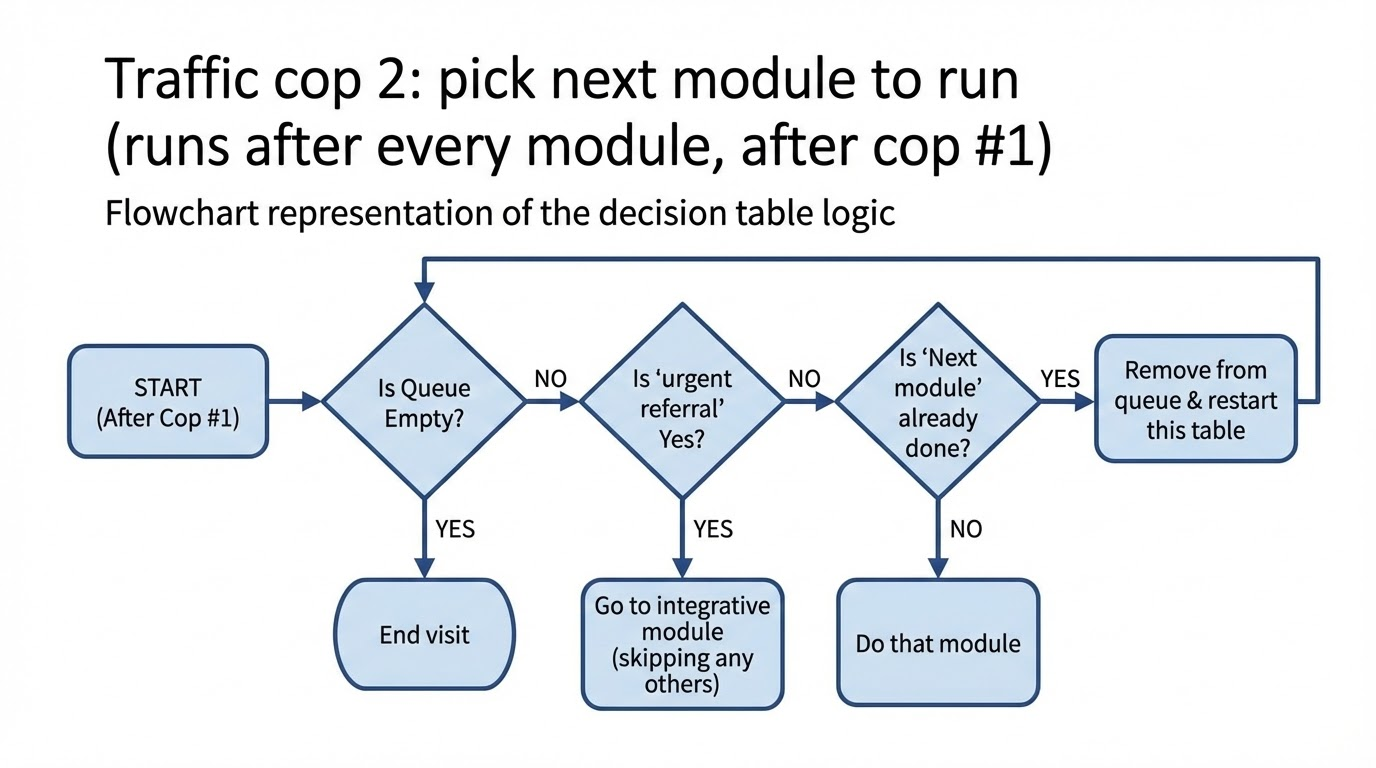 Traffic cop 2: pick next module to run
(runs after every module, after cop #1)
Flowchart representation of the decision table logic
START
(After Cop #1)
Is Queue
Empty?
NO
Is ‘urgent
referral’
Yes?
NO
Is ‘Next
module’
already
done?
YES
Remove from
queue & restart
this table
YES
YES
NO
End visit
Go to integrative
module
(skipping any
others)
Do that module